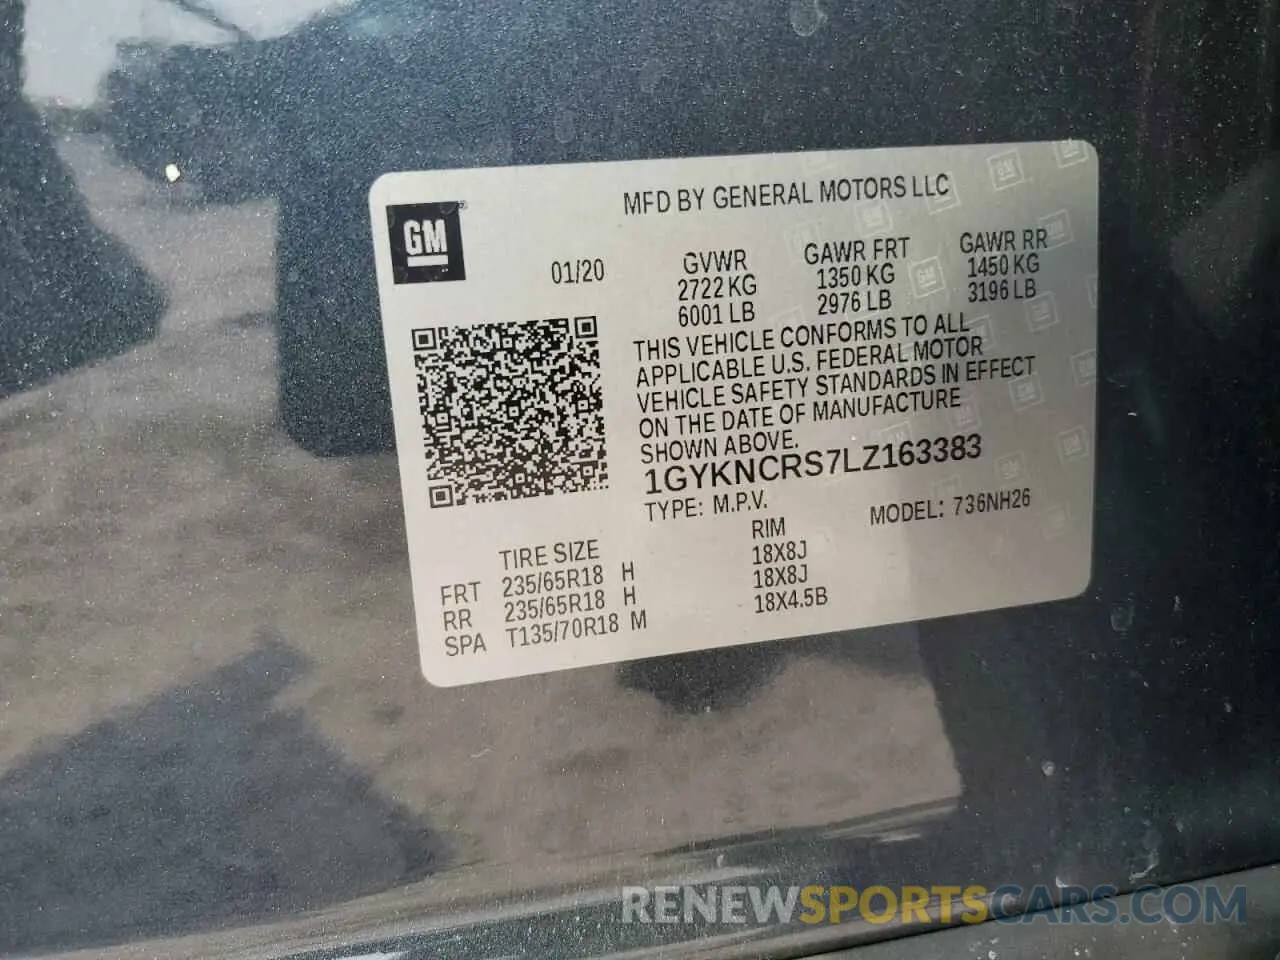 MFD BY GENERAL MOTORS LLC
GM
01/20
GVWR
2722 KG
6001 LB
GAWR FRT
1350 KG
2976 LB
GAWR RR
1450 KG
3196 LB
THIS VEHICLE CONFORMS TO ALL
APPLICABLE U.S. FEDERAL MOTOR
VEHICLE SAFETY STANDARDS IN EFFECT
ON THE DATE OF MANUFACTURE
SHOWN ABOVE.
1GYKNCRS7LZ163383
TYPE: M.P.V. MODEL: 736NH26
TIRE SIZE RIM
FRT 235/65R18 H 18X8J
RR 235/65R18 H 18X8J
SPA T135/70R18 M 18X4.5B
RENEWSPORTSCARS.COM